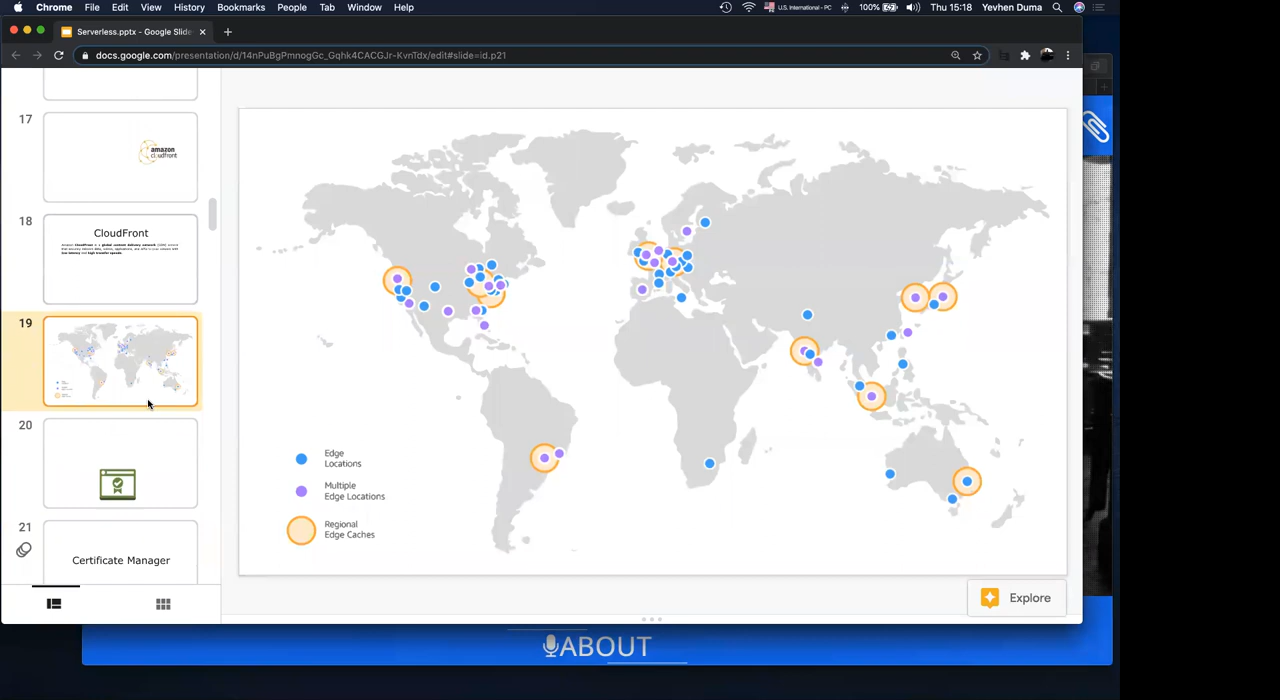 Chrome File Edit View History Bookmarks People Tab Window Help
U.S. International - PC 100% Thu 15:18 Yevhen Duma
Serverless.pptx - Google Slide
docs.google.com/presentation/d/14nPuBgPmnogGc_Gqhk4CACGJr-KvnTdx/edit#slide=id.p21
17
amazon
cloudfront
18
CloudFront
19
20
21
Certificate Manager
Edge
Locations
Multiple
Edge Locations
Regional
Edge Caches
Explore
ABOUT